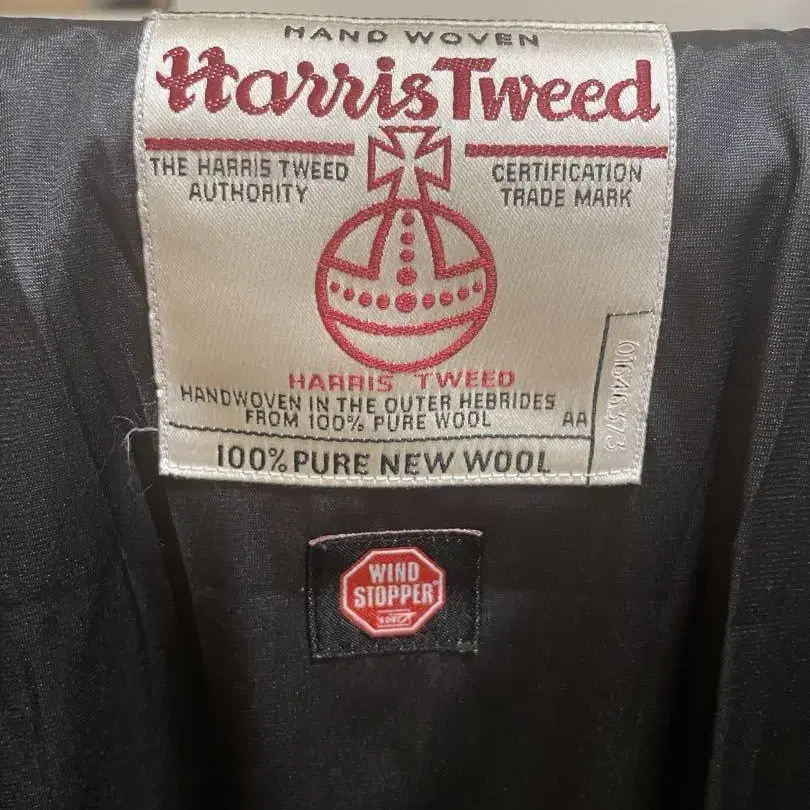 HAND WOVEN
Harris Tweed
THE HARRIS TWEED
AUTHORITY
CERTIFICATION
TRADE MARK
HARRIS TWEED
HANDWOVEN IN THE OUTER HEBRIDES
FROM 100% PURE WOOL
AA
100% PURE NEW WOOL
01646373
WIND
STOPPER